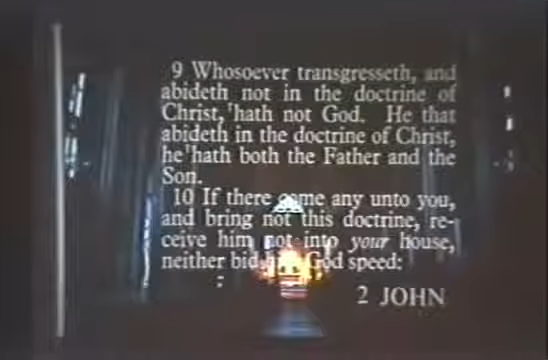 9 Whosoever transgresseth, and
abideth not in the doctrine of
Christ, 'hath not God. He that
abideth in the doctrine of Christ,
he 'hath both the Father and the
Son.
10 If there come any unto you,
and bring not this doctrine, re-
ceive him not into your house,
neither bid him God speed:
2 JOHN